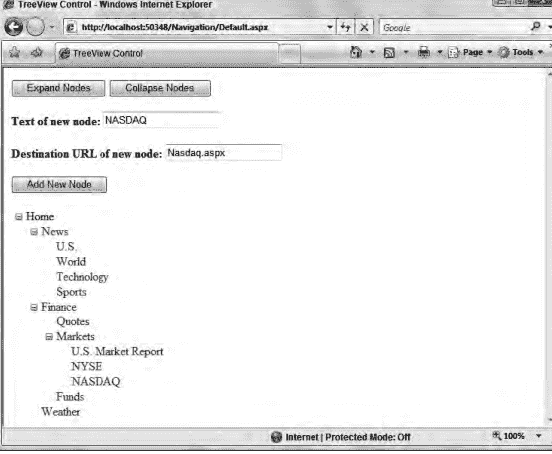 TreeView Control - Windows Internet Explorer
http://localhost:50348/Navigation/Default.aspx Google
TreeView Control Page Tools
Expand Nodes Collapse Nodes
Text of new node: NASDAQ
Destination URL of new node: Nasdaq.aspx
Add New Node
Home
News
U.S.
World
Technology
Sports
Finance
Quotes
Markets
U.S. Market Report
NYSE
NASDAQ
Funds
Weather
Internet | Protected Mode: Off 100%